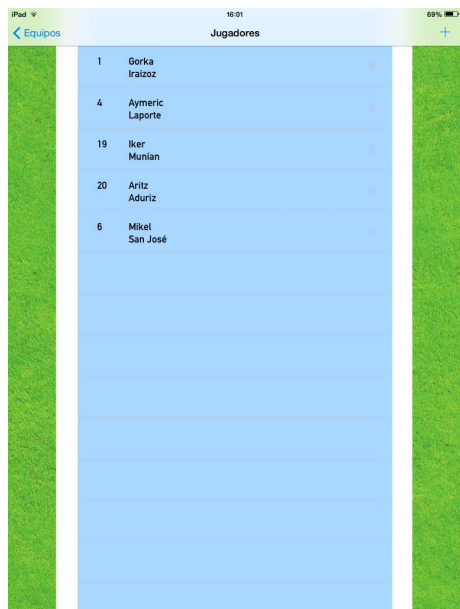 iPad 16:01 69%
Equipos Jugadores +
1 Gorka
Iraizoz
4 Aymeric
Laporte
19 Iker
Munían
20 Aritz
Aduriz
6 Mikel
San José